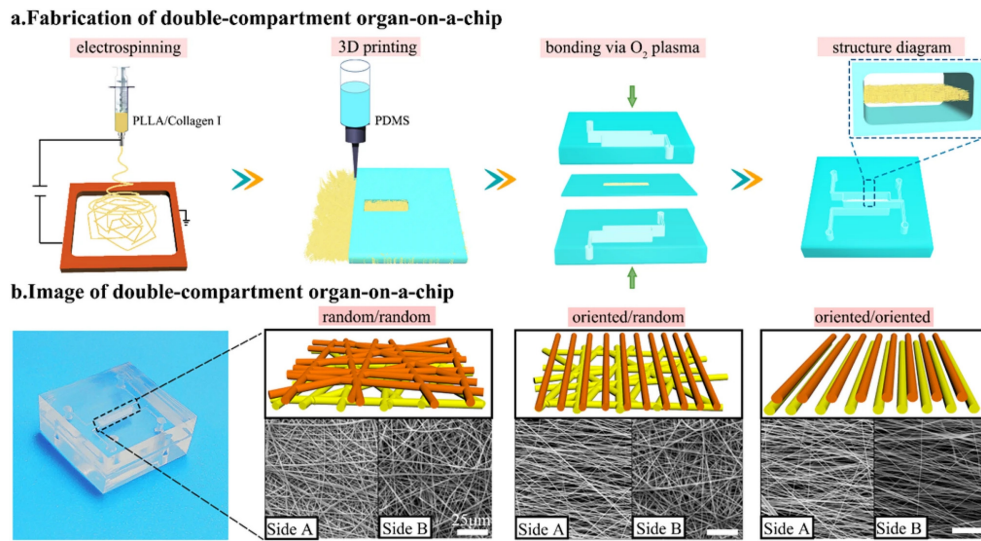 a.Fabrication of double-compartment organ-on-a-chip
electrospinning
3D printing
bonding via O2 plasma
structure diagram
PLLA/Collagen I
PDMS
b.Image of double-compartment organ-on-a-chip
random/random
oriented/random
oriented/oriented
Side A
Side B
25μm
Side A
Side B
Side A
Side B